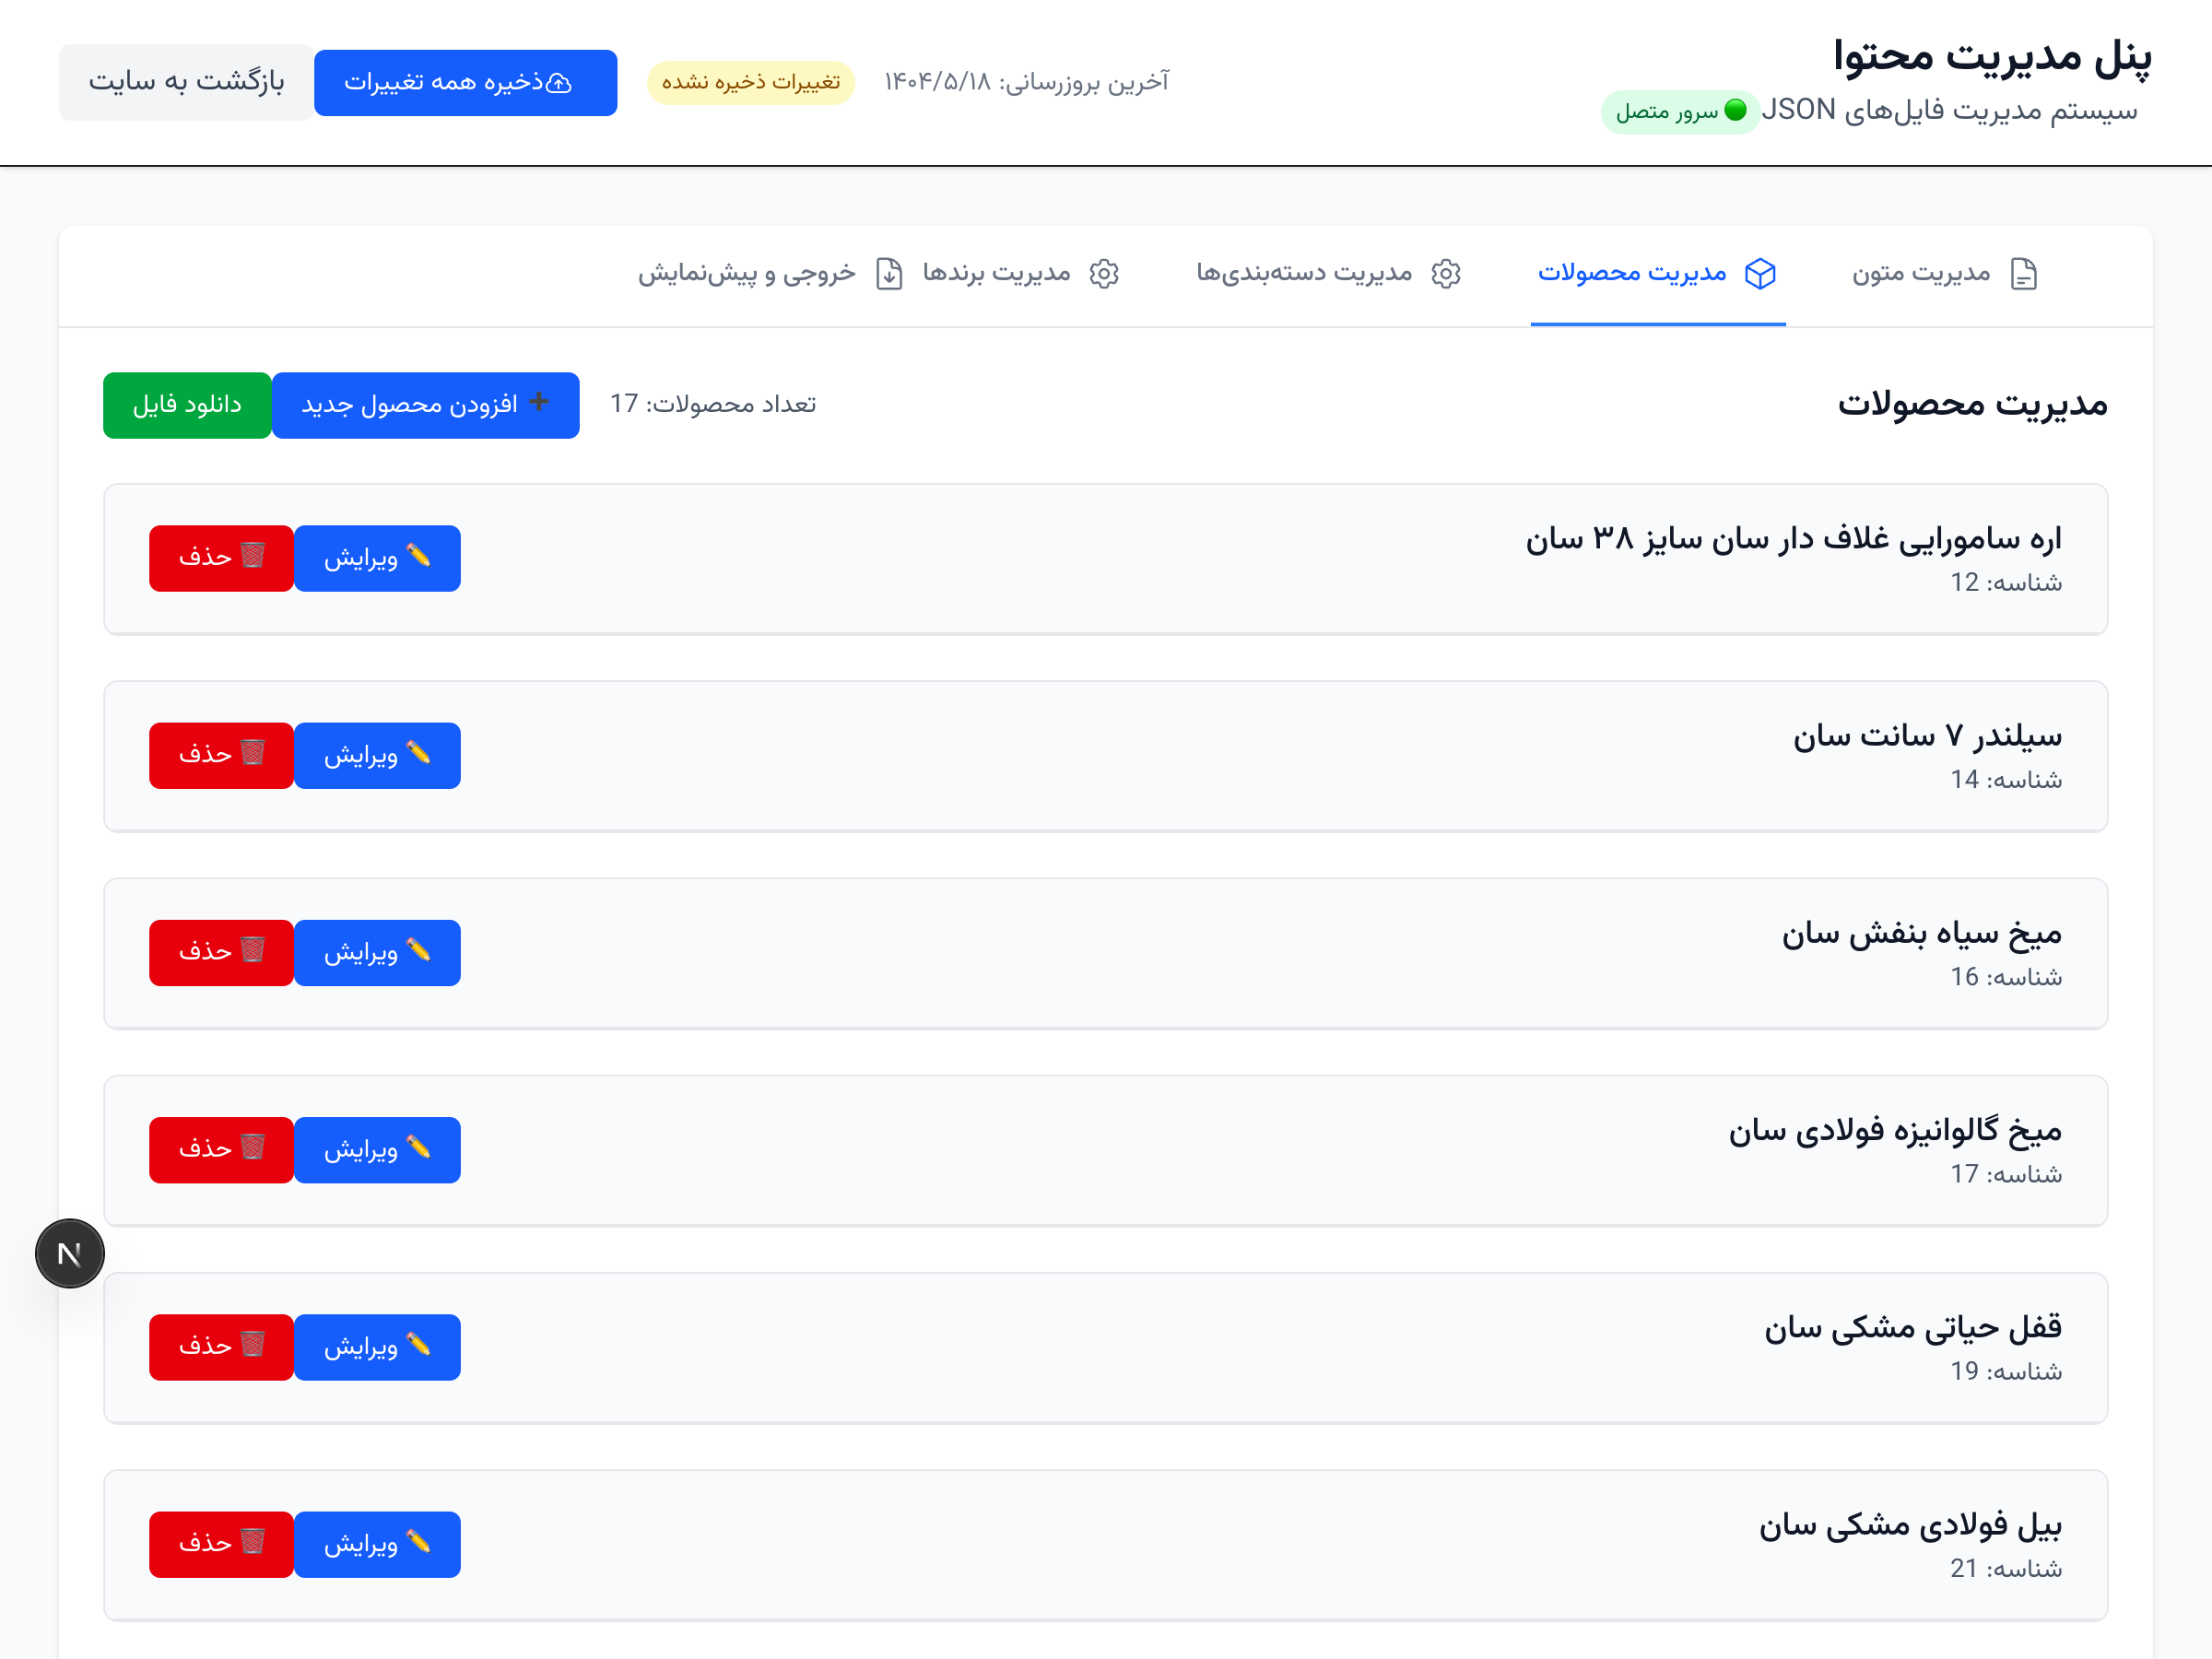 پنل مدیریت محتوا
سیستم مدیریت فایل‌های JSON
سرور متصل
آخرین بروزرسانی: ۱۴۰۴/۵/۱۸
تغییرات ذخیره نشده
ذخیره همه تغییرات
بازگشت به سایت
مدیریت متون
مدیریت محصولات
مدیریت دسته‌بندی‌ها
مدیریت برندها
خروجی و پیش‌نمایش
مدیریت محصولات
تعداد محصولات: 17
➕ افزودن محصول جدید
دانلود فایل
اره سامورایی غلاف دار سان سایز ۳۸ سان
شناسه: 12
ویرایش
حذف
سیلندر ۷ سانت سان
شناسه: 14
ویرایش
حذف
میخ سیاه بنفش سان
شناسه: 16
ویرایش
حذف
میخ گالوانیزه فولادی سان
شناسه: 17
ویرایش
حذف
قفل حیاتی مشکی سان
شناسه: 19
ویرایش
حذف
بیل فولادی مشکی سان
شناسه: 21
ویرایش
حذف
N